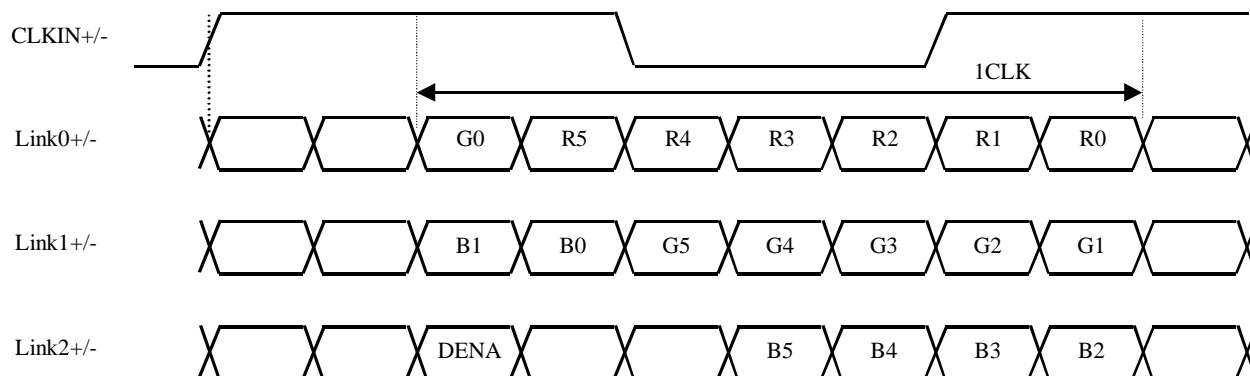 CLKIN+/-
1CLK
Link0+/- G0 R5 R4 R3 R2 R1 R0
Link1+/- B1 B0 G5 G4 G3 G2 G1
Link2+/- DENA B5 B4 B3 B2